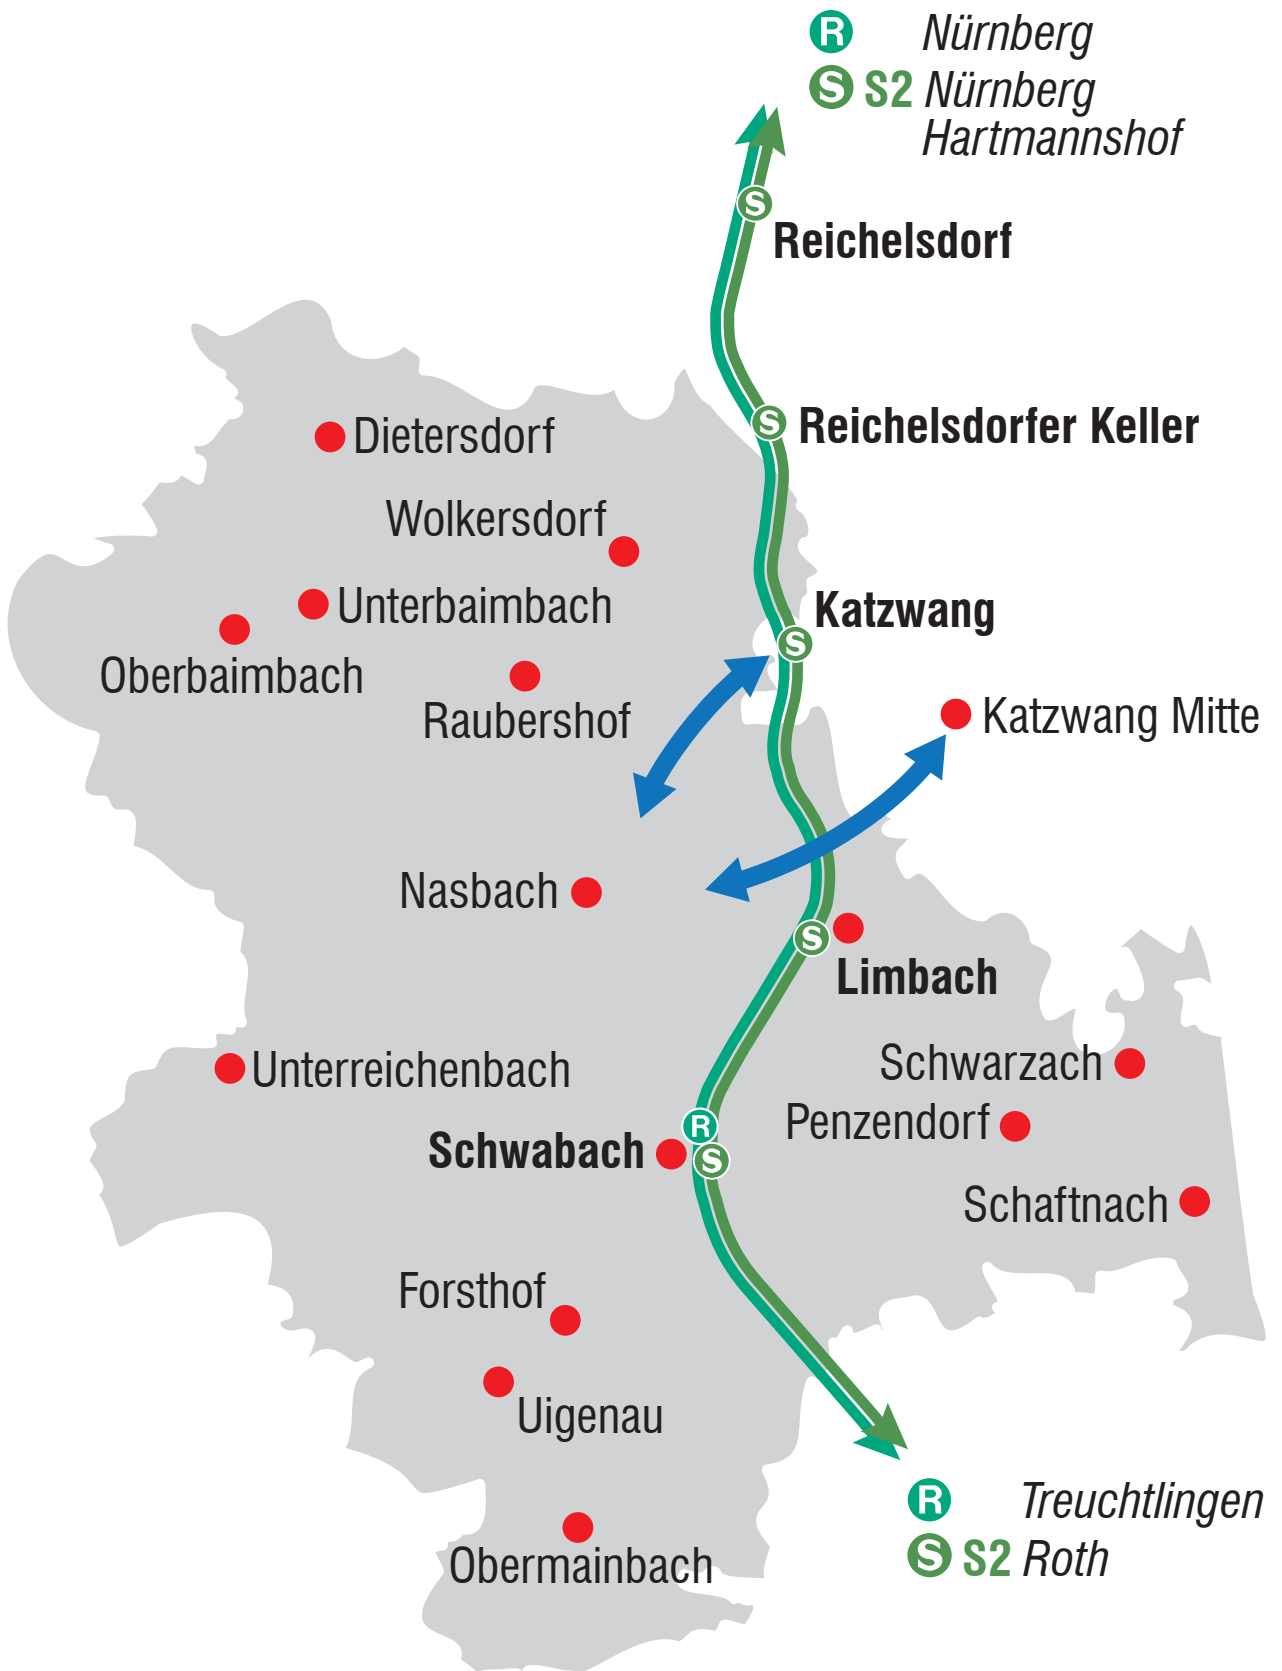 R Nürnberg
S S2 Nürnberg
Hartmannshof
S
Reichelsdorf
S Reichelsdorfer Keller
Dietersdorf
Wolkersdorf
Unterbaimbach
Katzwang
S
Oberbaimbach
Raubershof
Katzwang Mitte
Nasbach
S
Limbach
Unterreichenbach
Schwarzach
Penzendorf
R
Schwabach
S
Schaftnach
Forsthof
Uigenau
R Treuchtlingen
S S2 Roth
Obermainbach